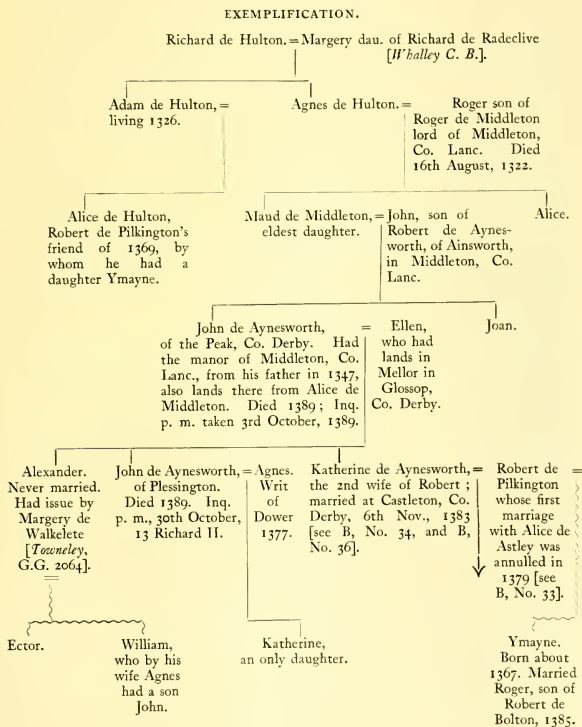 EXEMPLIFICATION.
Richard de Hulton. = Margery dau. of Richard de Radeclive
[Whalley C. B.].
Adam de Hulton, =
living 1326.
Agnes de Hulton. =
Roger son of
Roger de Middleton
lord of Middleton,
Co. Lanc. Died
16th August, 1322.
Alice de Hulton,
Robert de Pilkington's
friend of 1369, by
whom he had a
daughter Ymayne.
Maud de Middleton, =
eldest daughter.
John, son of
Robert de Aynes-
worth, of Ainsworth,
in Middleton, Co.
Lanc.
Alice.
John de Aynesworth, =
of the Peak, Co. Derby. Had
the manor of Middleton, Co.
Lanc., from his father in 1347,
also lands there from Alice de
Middleton. Died 1389; Inq.
p. m. taken 3rd October, 1389.
Ellen,
who had
lands in
Mellor in
Glossop,
Co. Derby.
Joan.
Alexander.
Never married.
Had issue by
Margery de
Walkelete
[Towneley,
G.G. 2064].
John de Aynesworth, =
of Plessington.
Died 1389. Inq.
p. m., 30th October,
13 Richard II.
Agnes.
Writ
of
Dower
1377.
Katherine de Aynesworth, =
the 2nd wife of Robert;
married at Castleton, Co.
Derby, 6th Nov., 1383
[see B, No. 34, and B,
No. 36].
Robert de =
Pilkington
whose first
marriage
with Alice de
Astley was
annulled in
1379 [see
B, No. 33].
Ector.
William,
who by his
wife Agnes
had a son
John.
Katherine,
an only daughter.
Ymayne.
Born about
1367. Married
Roger, son of
Robert de
Bolton, 1385.